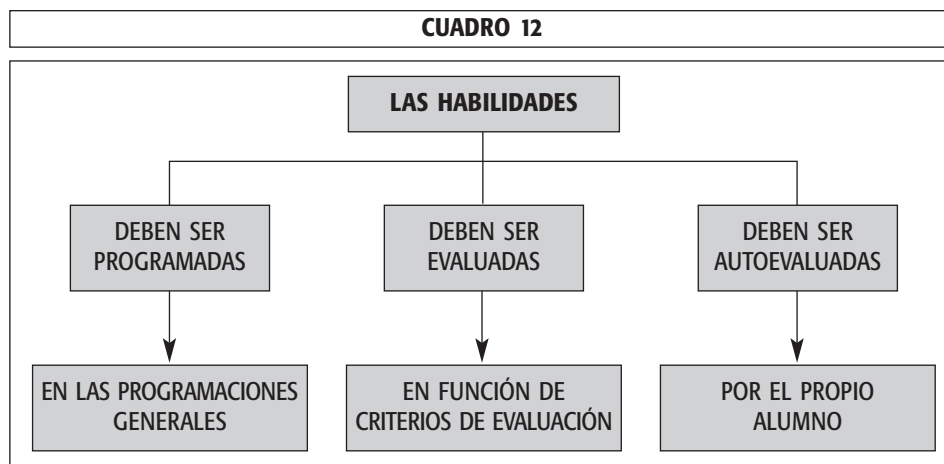 CUADRO 12
LAS HABILIDADES
DEBEN SER
PROGRAMADAS
DEBEN SER
EVALUADAS
DEBEN SER
AUTOEVALUADAS
EN LAS PROGRAMACIONES
GENERALES
EN FUNCIÓN DE
CRITERIOS DE EVALUACIÓN
POR EL PROPIO
ALUMNO